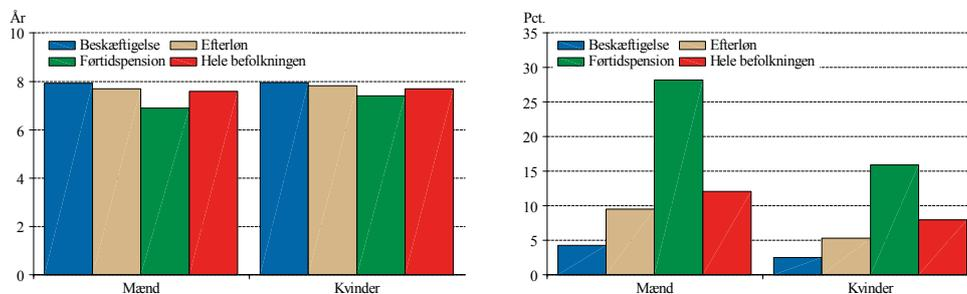 År
10
8
6
4
2
0
Beskæftigelse
Efterløn
Førtidspension
Hele befolkningen
Mænd
Kvinder
Pct.
35
30
25
20
15
10
5
0
Beskæftigelse
Efterløn
Førtidspension
Hele befolkningen
Mænd
Kvinder